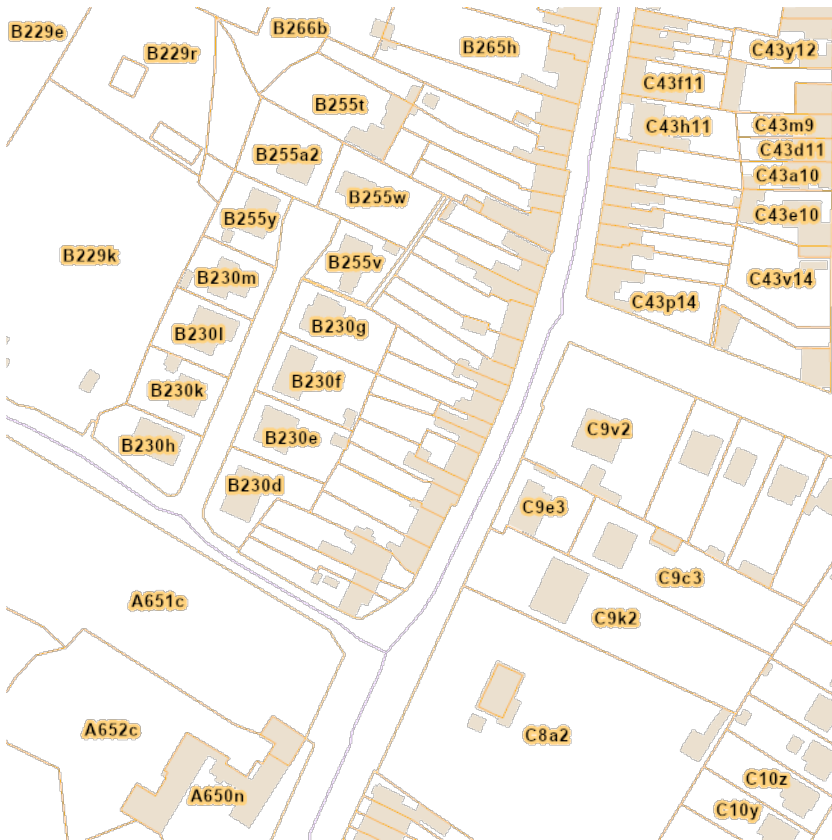 B229e
B266b
B229r
B265h
C43y12
C43f11
B255t
C43h11
C43m9
C43d11
B255a2
C43a10
B255w
B255y
C43e10
B229k
B255v
B230m
C43v14
C43p14
B230l
B230g
B230f
B230k
C9v2
B230e
B230h
B230d
C9e3
C9c3
A651c
C9k2
A652c
C8a2
C10z
A650n
C10y